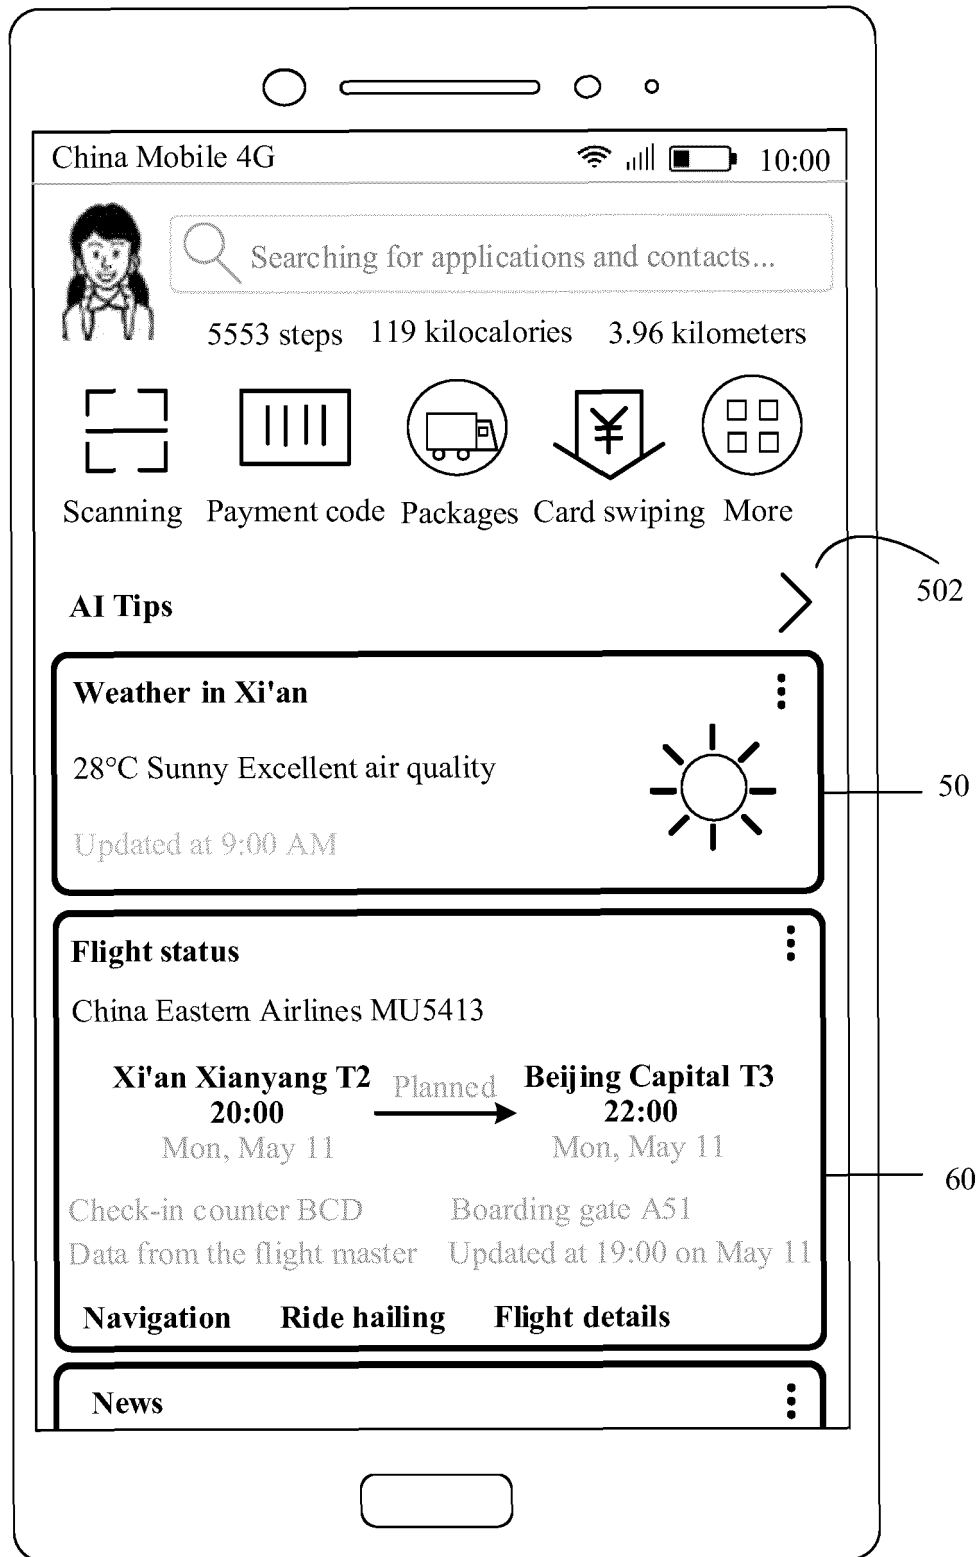 China Mobile 4G 10:00
Searching for applications and contacts...
5553 steps 119 kilocalories 3.96 kilometers
¥
Scanning Payment code Packages Card swiping More
502
AI Tips
Weather in Xi'an
28°C Sunny Excellent air quality
50
Updated at 9:00 AM
Flight status
China Eastern Airlines MU5413
Xi'an Xianyang T2 Planned Beijing Capital T3
20:00 22:00
Mon, May 11 Mon, May 11
60
Check-in counter BCD Boarding gate A51
Data from the flight master Updated at 19:00 on May 11
Navigation Ride hailing Flight details
News